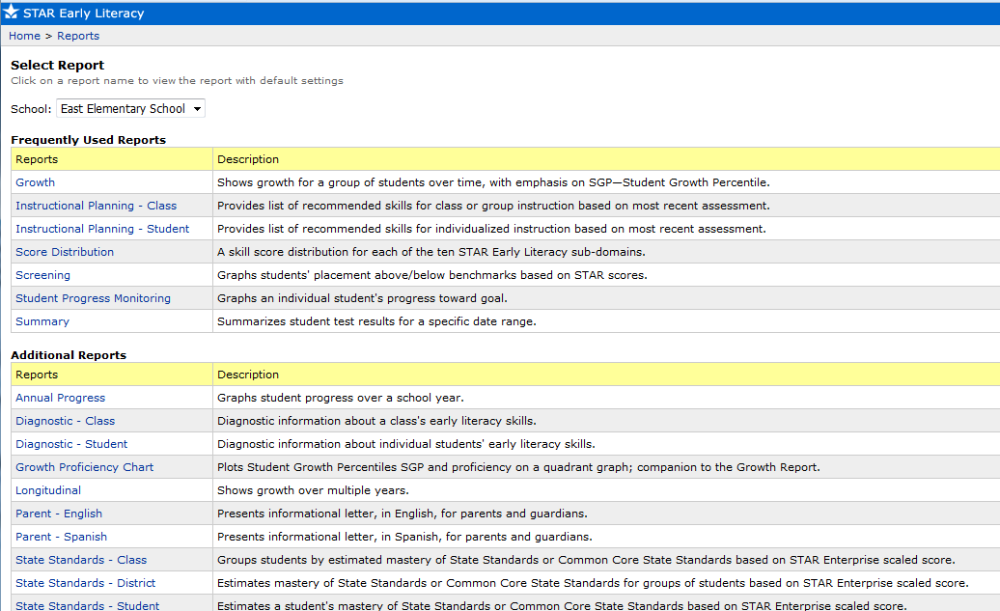 STAR Early Literacy
Home > Reports
Select Report
Click on a report name to view the report with default settings
School: East Elementary School
Frequently Used Reports
Reports Description
Growth Shows growth for a group of students over time, with emphasis on SGP—Student Growth Percentile.
Instructional Planning - Class Provides list of recommended skills for class or group instruction based on most recent assessment.
Instructional Planning - Student Provides list of recommended skills for individualized instruction based on most recent assessment.
Score Distribution A skill score distribution for each of the ten STAR Early Literacy sub-domains.
Screening Graphs students' placement above/below benchmarks based on STAR scores.
Student Progress Monitoring Graphs an individual student's progress toward goal.
Summary Summarizes student test results for a specific date range.
Additional Reports
Reports Description
Annual Progress Graphs student progress over a school year.
Diagnostic - Class Diagnostic information about a class's early literacy skills.
Diagnostic - Student Diagnostic information about individual students' early literacy skills.
Growth Proficiency Chart Plots Student Growth Percentiles SGP and proficiency on a quadrant graph; companion to the Growth Report.
Longitudinal Shows growth over multiple years.
Parent - English Presents informational letter, in English, for parents and guardians.
Parent - Spanish Presents informational letter, in Spanish, for parents and guardians.
State Standards - Class Groups students by estimated mastery of State Standards or Common Core State Standards based on STAR Enterprise scaled score.
State Standards - District Estimates mastery of State Standards or Common Core State Standards for groups of students based on STAR Enterprise scaled score.
State Standards - Student Estimates a student's mastery of State Standards or Common Core State Standards based on STAR Enterprise scaled score.